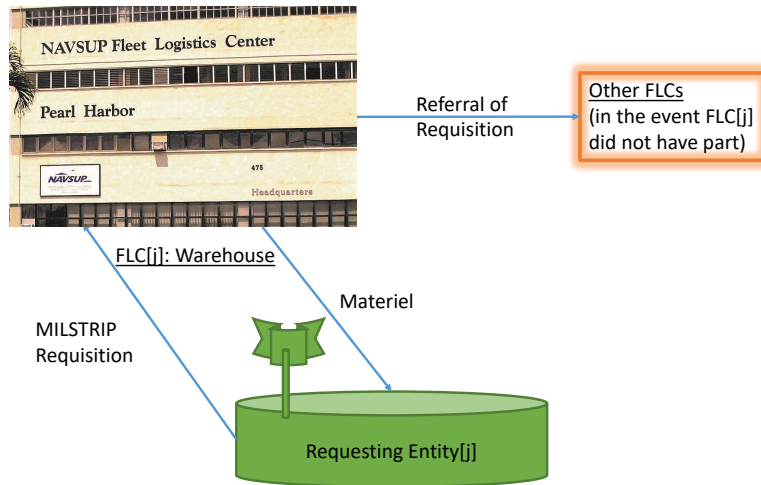 NAVSUP Fleet Logistics Center
Pearl Harbor
475
NAVSUP
Headquarters
Referral of
Requisition
Other FLCs
(in the event FLC[j]
did not have part)
FLC[j]: Warehouse
Materiel
MILSTRIP
Requisition
Requesting Entity[j]